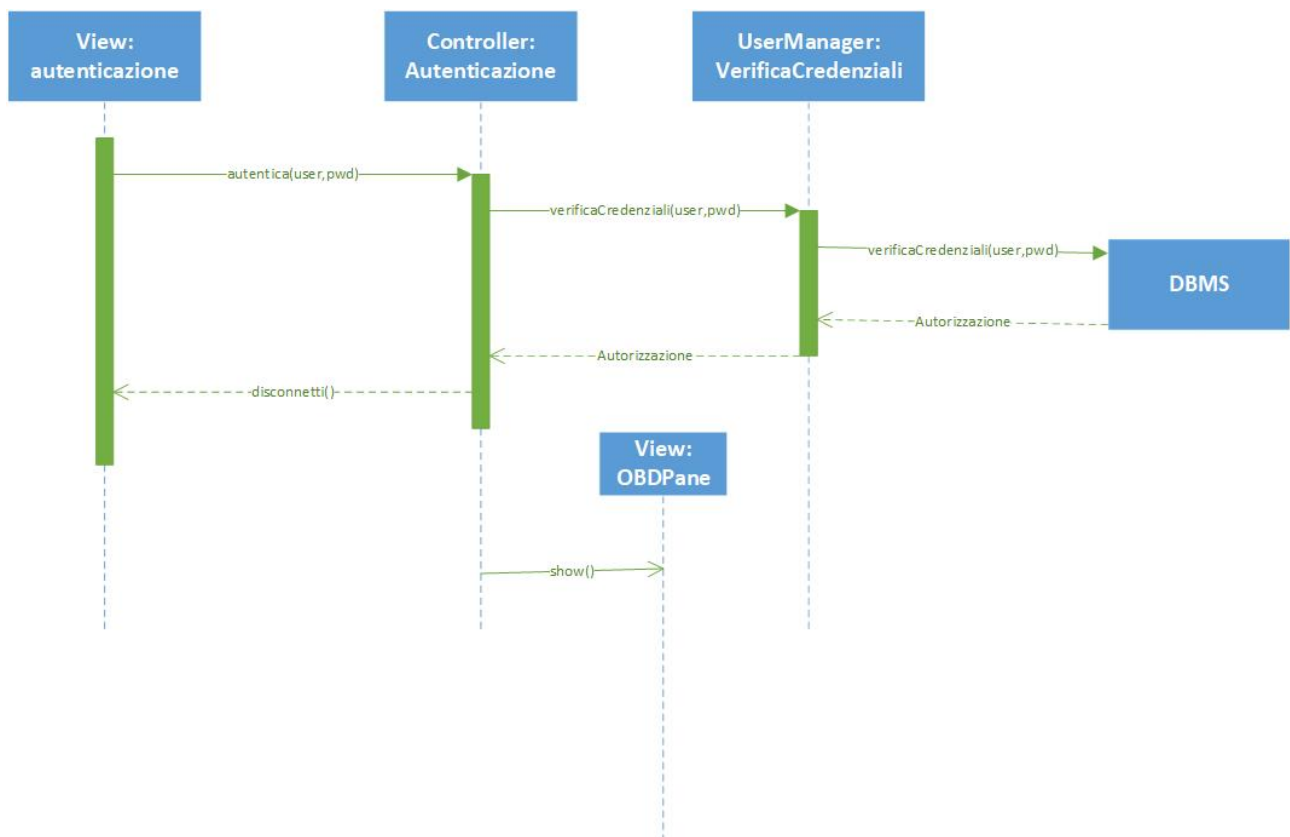 View:
autenticazione
Controller:
Autenticazione
UserManager:
VerificaCredenziali
autentica(user,pwd)
verificaCredenziali(user,pwd)
verificaCredenziali(user,pwd)
DBMS
Autorizzazione
Autorizzazione
disconnetti()
View:
OBDPane
show()